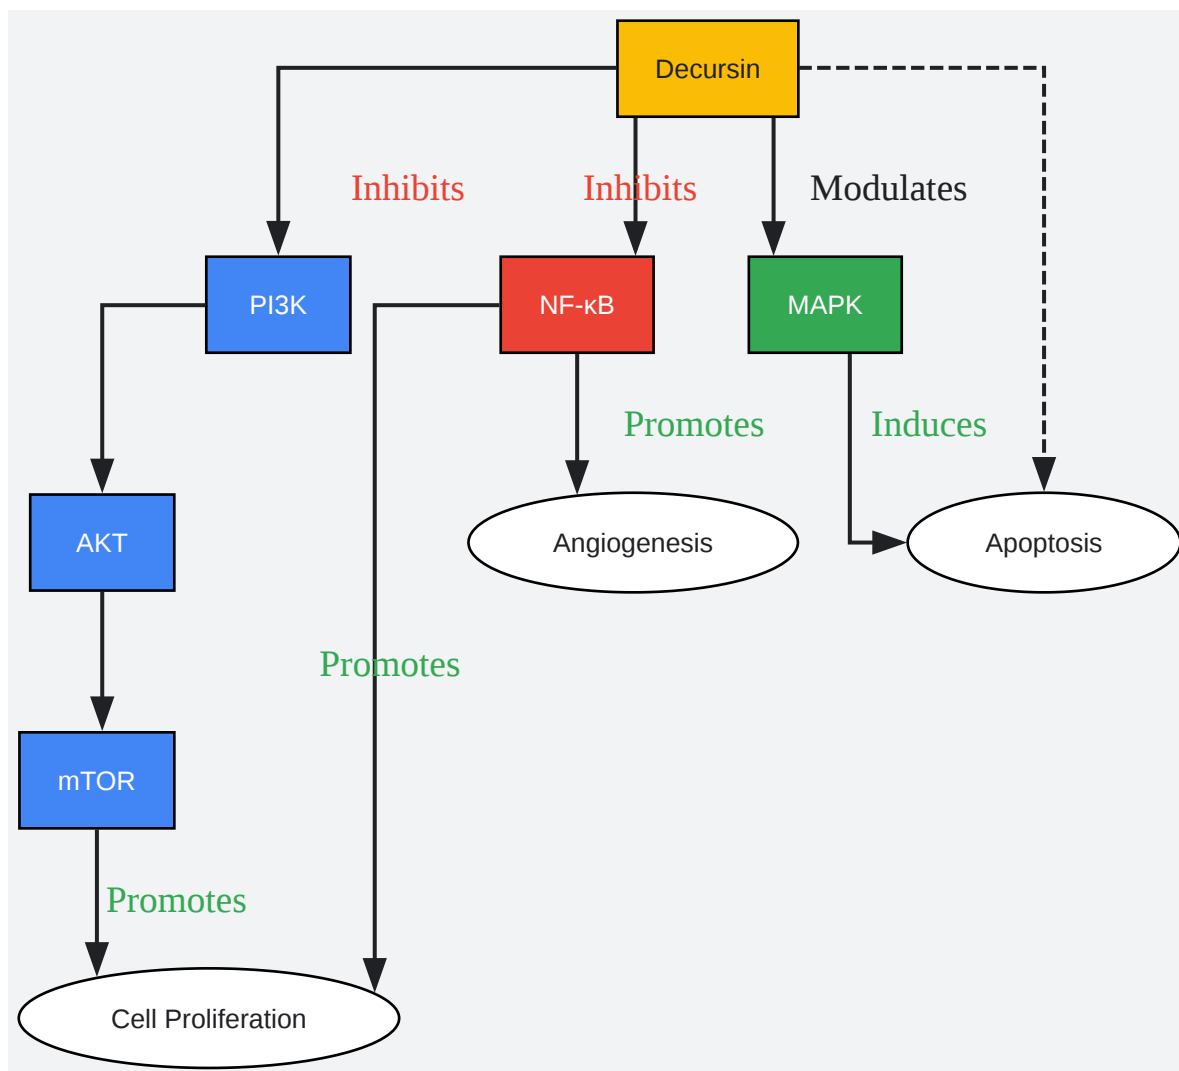 Decursin
Inhibits
Inhibits
Modulates
PI3K
NF-κB
MAPK
Promotes
Induces
AKT
Angiogenesis
Apoptosis
Promotes
mTOR
Promotes
Cell Proliferation